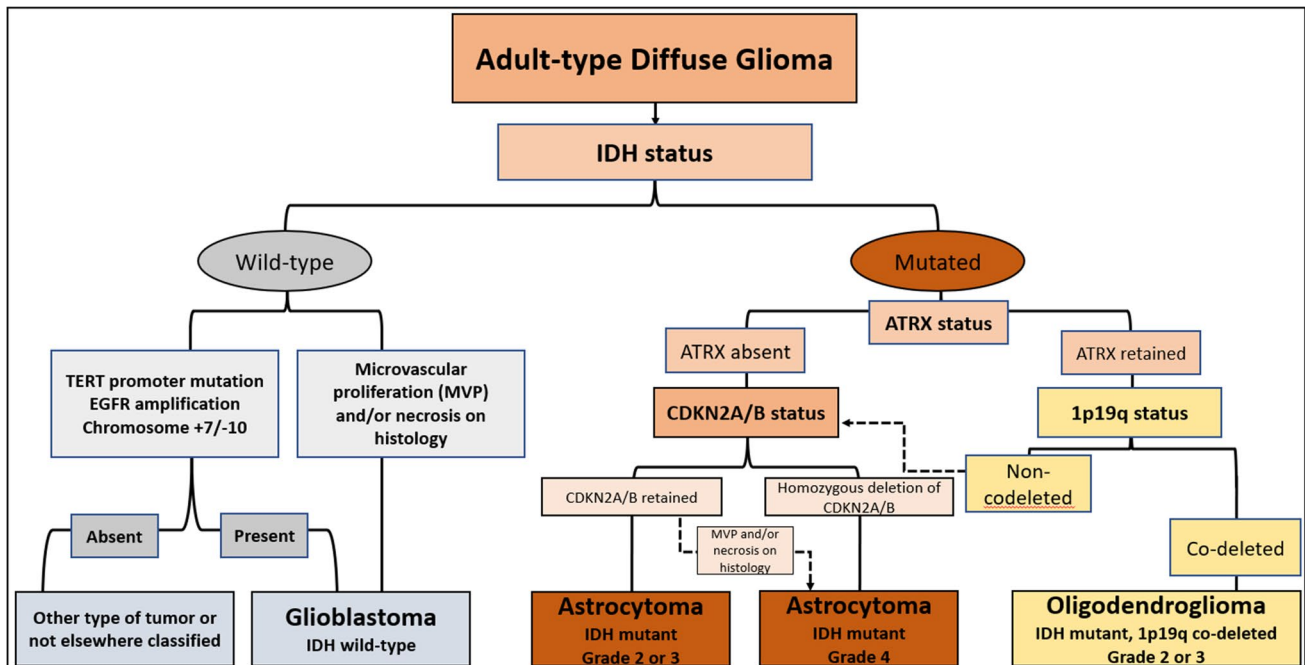 Adult-type Diffuse Glioma
IDH status
Wild-type
Mutated
ATRX status
ATRX absent
ATRX retained
TERT promoter mutation
EGFR amplification
Chromosome +7/-10
Microvascular
proliferation (MVP)
and/or necrosis on
histology
CDKN2A/B status
1p19q status
Non-
codeleted
CDKN2A/B retained
Homozygous deletion of
CDKN2A/B
Absent
Present
MVP and/or
necrosis on
histology
Co-deleted
Other type of tumor or
not elsewhere classified
Glioblastoma
IDH wild-type
Astrocytoma
IDH mutant
Grade 2 or 3
Astrocytoma
IDH mutant
Grade 4
Oligodendroglioma
IDH mutant, 1p19q co-deleted
Grade 2 or 3